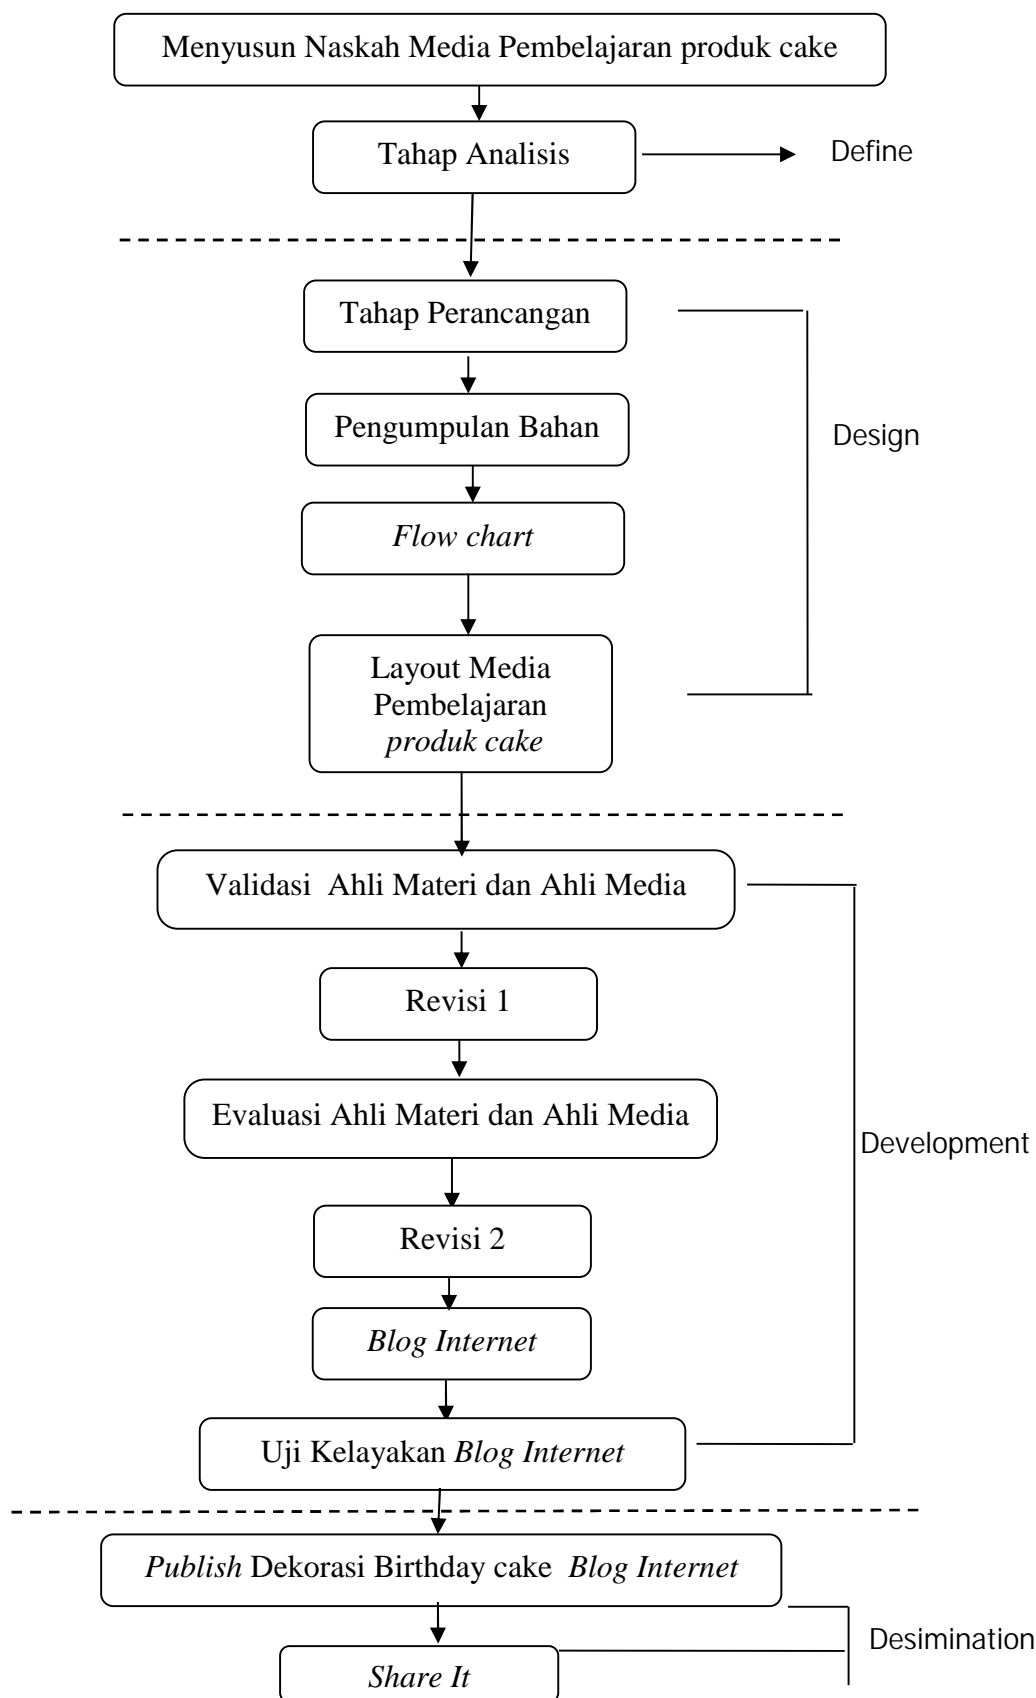 Menyusun Naskah Media Pembelajaran produk cake
Tahap Analisis
Define
Tahap Perancangan
Pengumpulan Bahan
Design
Flow chart
Layout Media
Pembelajaran
produk cake
Validasi Ahli Materi dan Ahli Media
Revisi 1
Evaluasi Ahli Materi dan Ahli Media
Development
Revisi 2
Blog Internet
Uji Kelayakan Blog Internet
Publish Dekorasi Birthday cake Blog Internet
Desimination
Share It